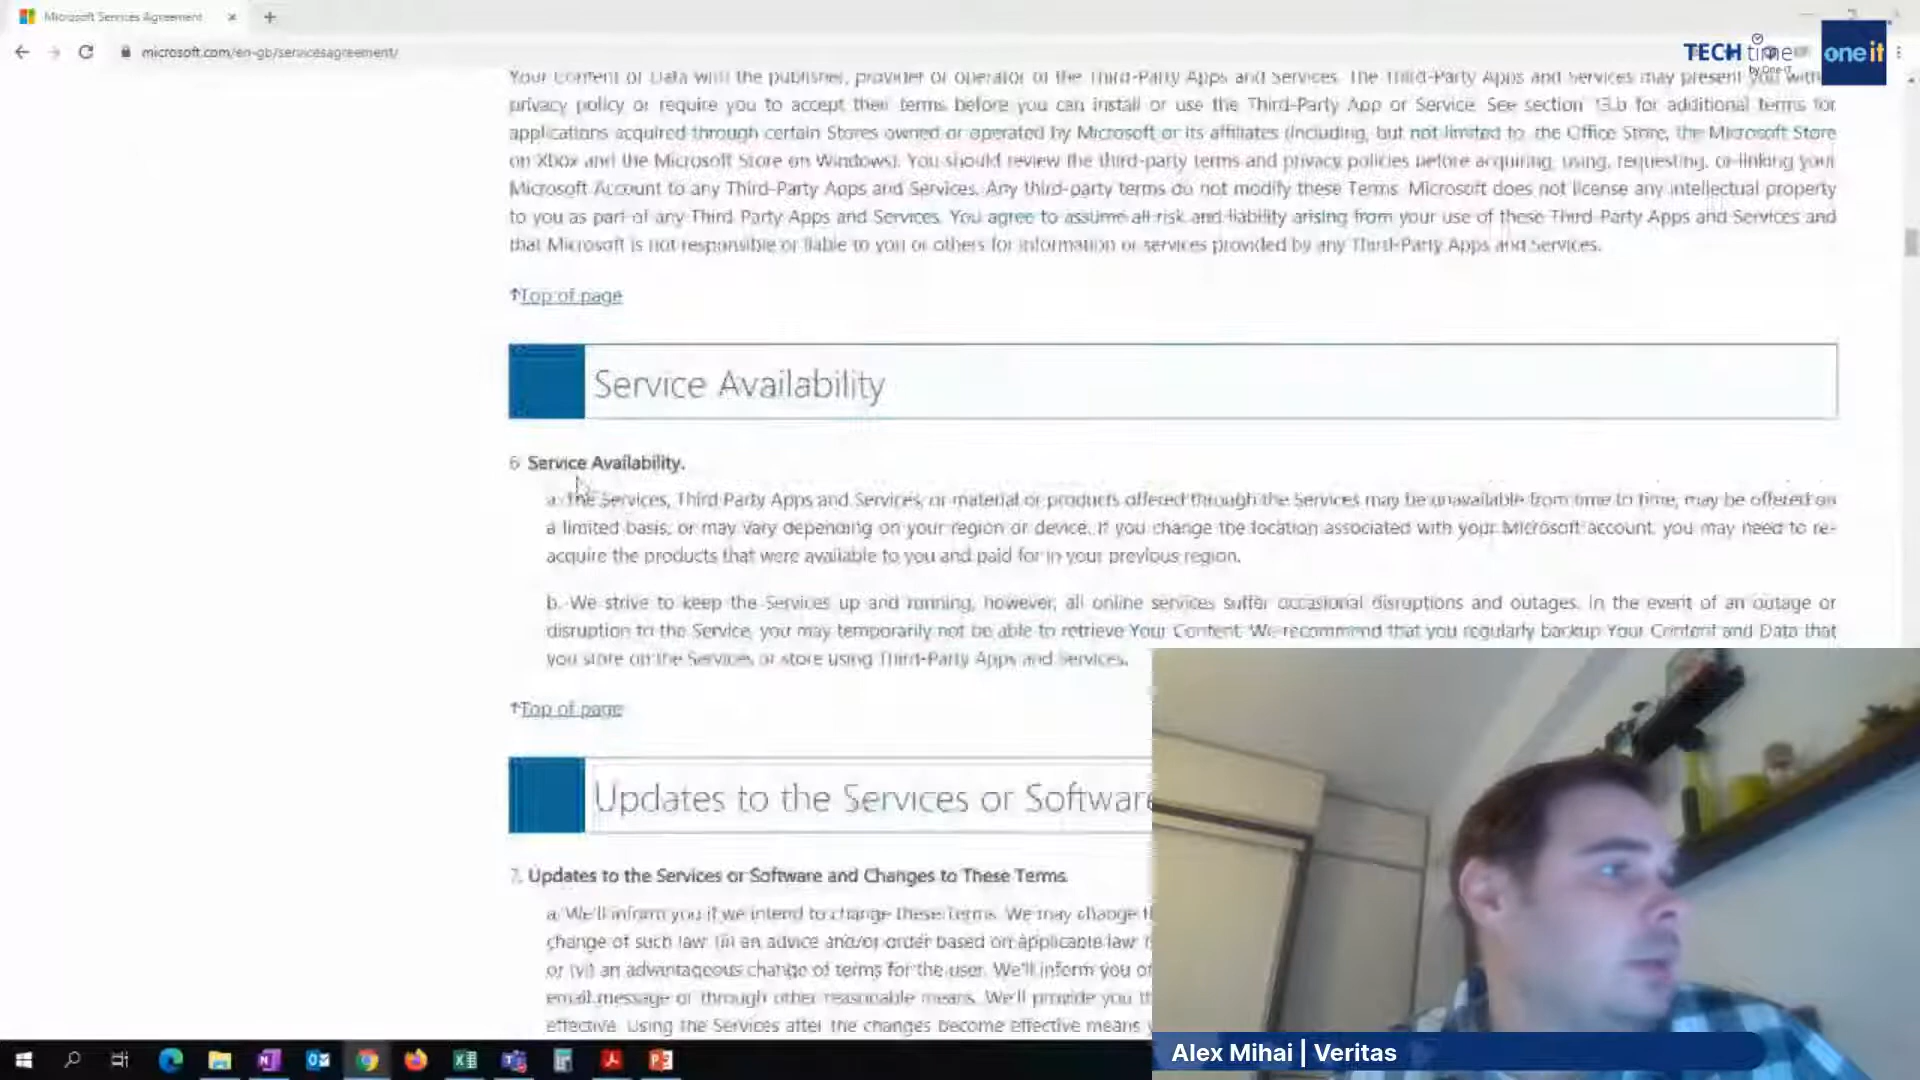 Microsoft Services Agreement
microsoft.com/en-gb/servicesagreement/
TECH time
by One-IT
one it
Your Content or Data with the publisher, provider or operator of the Third-Party Apps and Services. The Third-Party Apps and Services may present you with
privacy policy or require you to accept their terms before you can install or use the Third-Party App or Service. See section 13.b for additional terms for
applications acquired through certain Stores owned or operated by Microsoft or its affiliates (including, but not limited to, the Office Store, the Microsoft Store
on Xbox and the Microsoft Store on Windows). You should review the third-party terms and privacy policies before acquiring, using, requesting, or linking your
Microsoft Account to any Third-Party Apps and Services. Any third-party terms do not modify these Terms. Microsoft does not license any intellectual property
to you as part of any Third-Party Apps and Services. You agree to assume all risk and liability arising from your use of these Third-Party Apps and Services and
that Microsoft is not responsible or liable to you or others for information or services provided by any Third-Party Apps and Services.
↑Top of page
Service Availability
6. Service Availability.
a. The Services, Third-Party Apps and Services, or material or products offered through the Services may be unavailable from time to time, may be offered on
a limited basis, or may vary depending on your region or device. If you change the location associated with your Microsoft account, you may need to re-
acquire the products that were available to you and paid for in your previous region.
b. We strive to keep the Services up and running; however, all online services suffer occasional disruptions and outages. In the event of an outage or
disruption to the Service, you may temporarily not be able to retrieve Your Content. We recommend that you regularly backup Your Content and Data that
you store on the Services or store using Third-Party Apps and Services.
↑Top of page
Updates to the Services or Software
7. Updates to the Services or Software and Changes to These Terms.
a. We'll inform you if we intend to change these Terms. We may change
change of such law; (ii) an advice and/or order based on applicable law;
or (vi) an advantageous change of terms for the user. We'll inform you
email message or through other reasonable means. We'll provide you
effective. Using the Services after the changes become effective means
Alex Mihai | Veritas